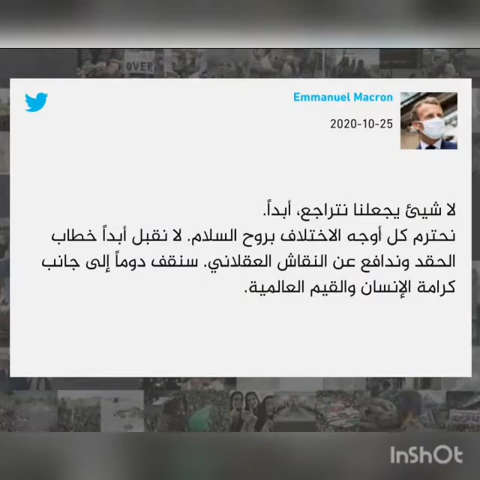 Emmanuel Macron
2020-10-25
لا شيئ يجعلنا نتراجع، أبداً.
نحترم كل أوجه الاختلاف بروح السلام. لا نقبل أبداً خطاب
الحقد وندافع عن النقاش العقلاني. سنقف دوماً إلى جانب
كرامة الإنسان والقيم العالمية.
OVER
InShOt